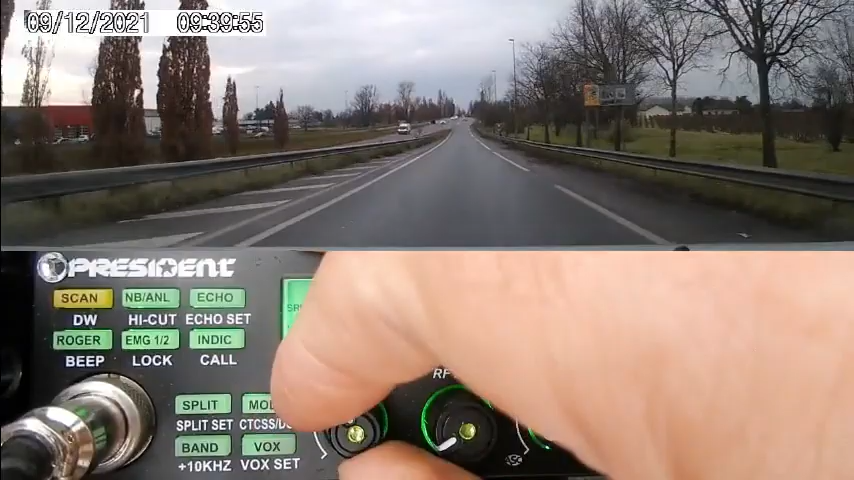 09/12/2021 09:39:55
PRESIDENT
SCAN NB/ANL ECHO
DW HI-CUT ECHO SET
ROGER EMG 1/2 INDIC
BEEP LOCK CALL
SPLIT
SPLIT SET CTCSS/D
BAND VOX
+10KHZ VOX SET